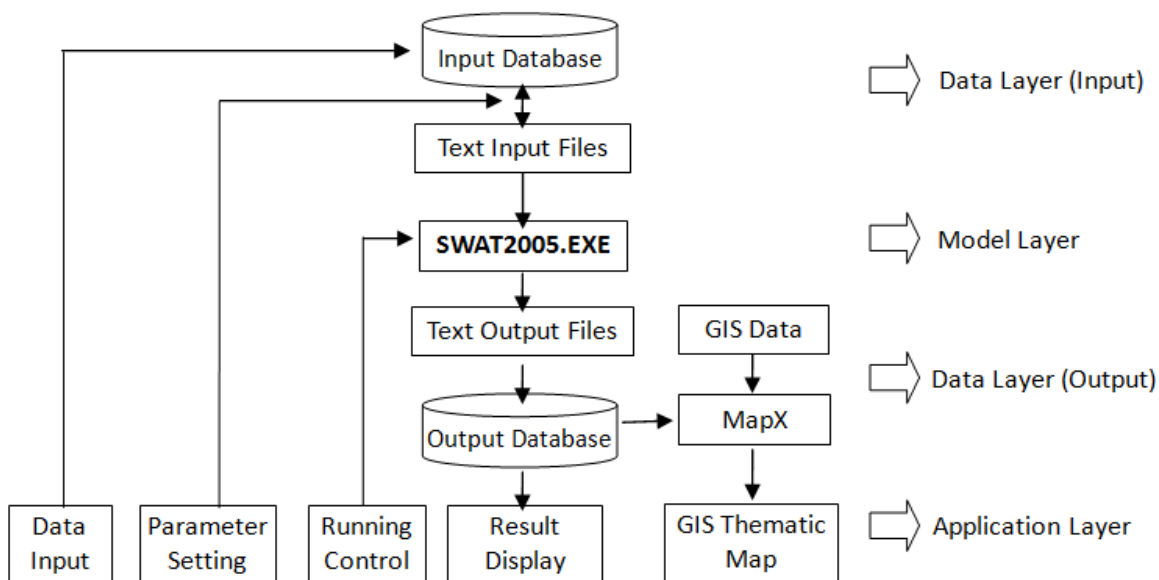 Input Database
Data Layer (Input)
Text Input Files
SWAT2005.EXE
Model Layer
Text Output Files
GIS Data
Data Layer (Output)
MapX
Output Database
Data
Input
Parameter
Setting
Running
Control
Result
Display
GIS Thematic
Map
Application Layer